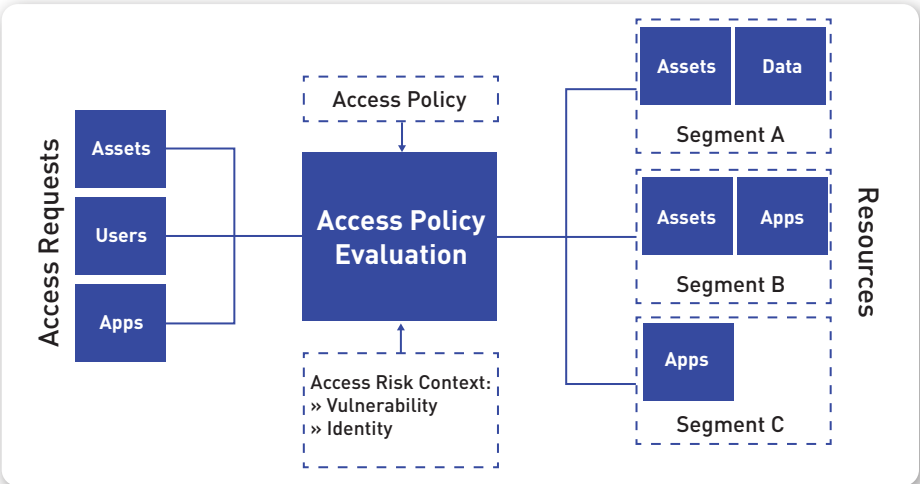 Access Requests
Assets
Users
Apps
Access Policy
Access Policy
Evaluation
Access Risk Context:
» Vulnerability
» Identity
Assets
Data
Segment A
Assets
Apps
Segment B
Apps
Segment C
Resources